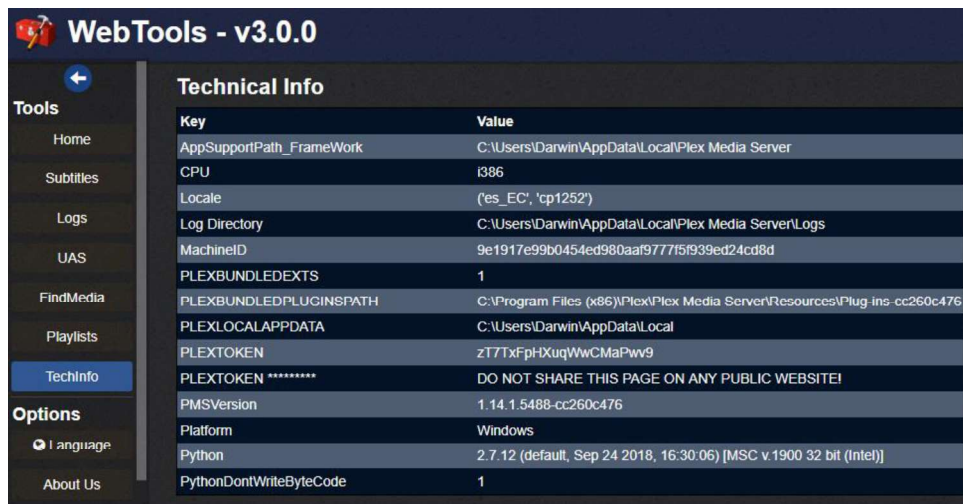 WebTools - v3.0.0
Tools
Home
Subtitles
Logs
UAS
FindMedia
Playlists
TechInfo
Options
Language
About Us
Technical Info
Key Value
AppSupportPath_FrameWork C:\Users\Darwin\AppData\Local\Plex Media Server
CPU i386
Locale ('es_EC', 'cp1252')
Log Directory C:\Users\Darwin\AppData\Local\Plex Media Server\Logs
MachineID 9e1917e99b0454ed980aaf9777f5f939ed24cd8d
PLEXBUNDLEDEXTS 1
PLEXBUNDLEDPLUGINSPATH C:\Program Files (x86)\Plex\Plex Media Server\Resources\Plug-ins-cc260c476
PLEXLOCALAPPDATA C:\Users\Darwin\AppData\Local
PLEXTOKEN zT7TxFpHXuqWwCMaPwv9
PLEXTOKEN ********* DO NOT SHARE THIS PAGE ON ANY PUBLIC WEBSITE!
PMSVersion 1.14.1.5488-cc260c476
Platform Windows
Python 2.7.12 (default, Sep 24 2018, 16:30:06) [MSC v.1900 32 bit (Intel)]
PythonDontWriteByteCode 1